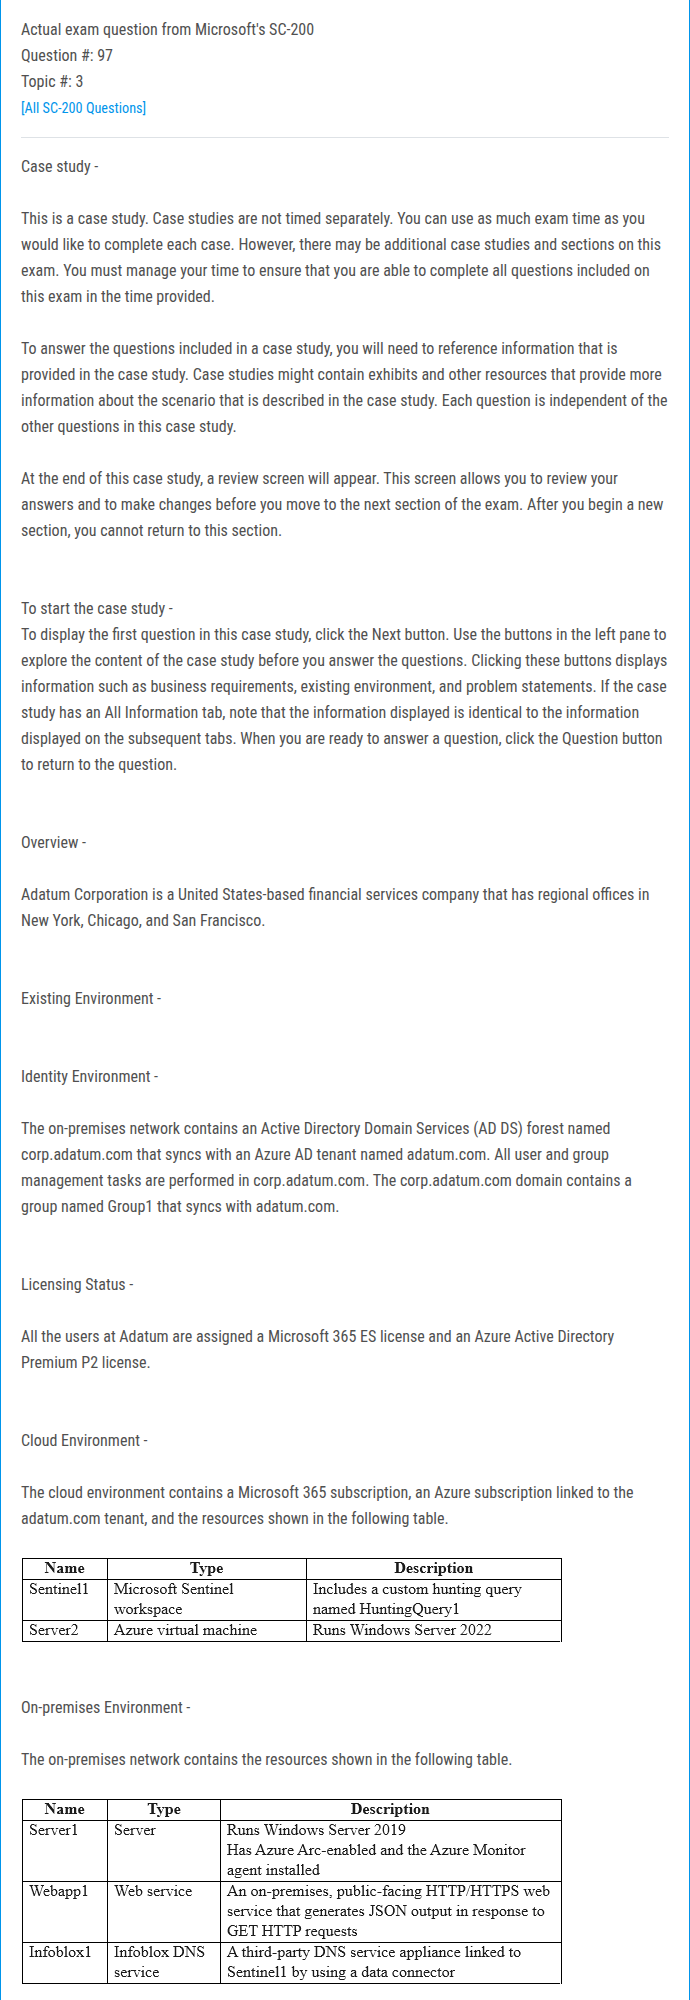 Actual exam question from Microsoft's SC-200
Question #: 97
Topic #: 3
[All SC-200 Questions]
Case study -
This is a case study. Case studies are not timed separately. You can use as much exam time as you
would like to complete each case. However, there may be additional case studies and sections on this
exam. You must manage your time to ensure that you are able to complete all questions included on
this exam in the time provided.
To answer the questions included in a case study, you will need to reference information that is
provided in the case study. Case studies might contain exhibits and other resources that provide more
information about the scenario that is described in the case study. Each question is independent of the
other questions in this case study.
At the end of this case study, a review screen will appear. This screen allows you to review your
answers and to make changes before you move to the next section of the exam. After you begin a new
section, you cannot return to this section.
To start the case study -
To display the first question in this case study, click the Next button. Use the buttons in the left pane to
explore the content of the case study before you answer the questions. Clicking these buttons displays
information such as business requirements, existing environment, and problem statements. If the case
study has an All Information tab, note that the information displayed is identical to the information
displayed on the subsequent tabs. When you are ready to answer a question, click the Question button
to return to the question.
Overview -
Adatum Corporation is a United States-based financial services company that has regional offices in
New York, Chicago, and San Francisco.
Existing Environment -
Identity Environment -
The on-premises network contains an Active Directory Domain Services (AD DS) forest named
corp.adatum.com that syncs with an Azure AD tenant named adatum.com. All user and group
management tasks are performed in corp.adatum.com. The corp.adatum.com domain contains a
group named Group1 that syncs with adatum.com.
Licensing Status -
All the users at Adatum are assigned a Microsoft 365 ES license and an Azure Active Directory
Premium P2 license.
Cloud Environment -
The cloud environment contains a Microsoft 365 subscription, an Azure subscription linked to the
adatum.com tenant, and the resources shown in the following table.
Name Type Description
Sentinel1 Microsoft Sentinel Includes a custom hunting query
workspace named HuntingQuery1
Server2 Azure virtual machine Runs Windows Server 2022
On-premises Environment -
The on-premises network contains the resources shown in the following table.
Name Type Description
Server1 Server Runs Windows Server 2019
Has Azure Arc-enabled and the Azure Monitor
agent installed
Webapp1 Web service An on-premises, public-facing HTTP/HTTPS web
service that generates JSON output in response to
GET HTTP requests
Infoblox1 Infoblox DNS A third-party DNS service appliance linked to
service Sentinel1 by using a data connector